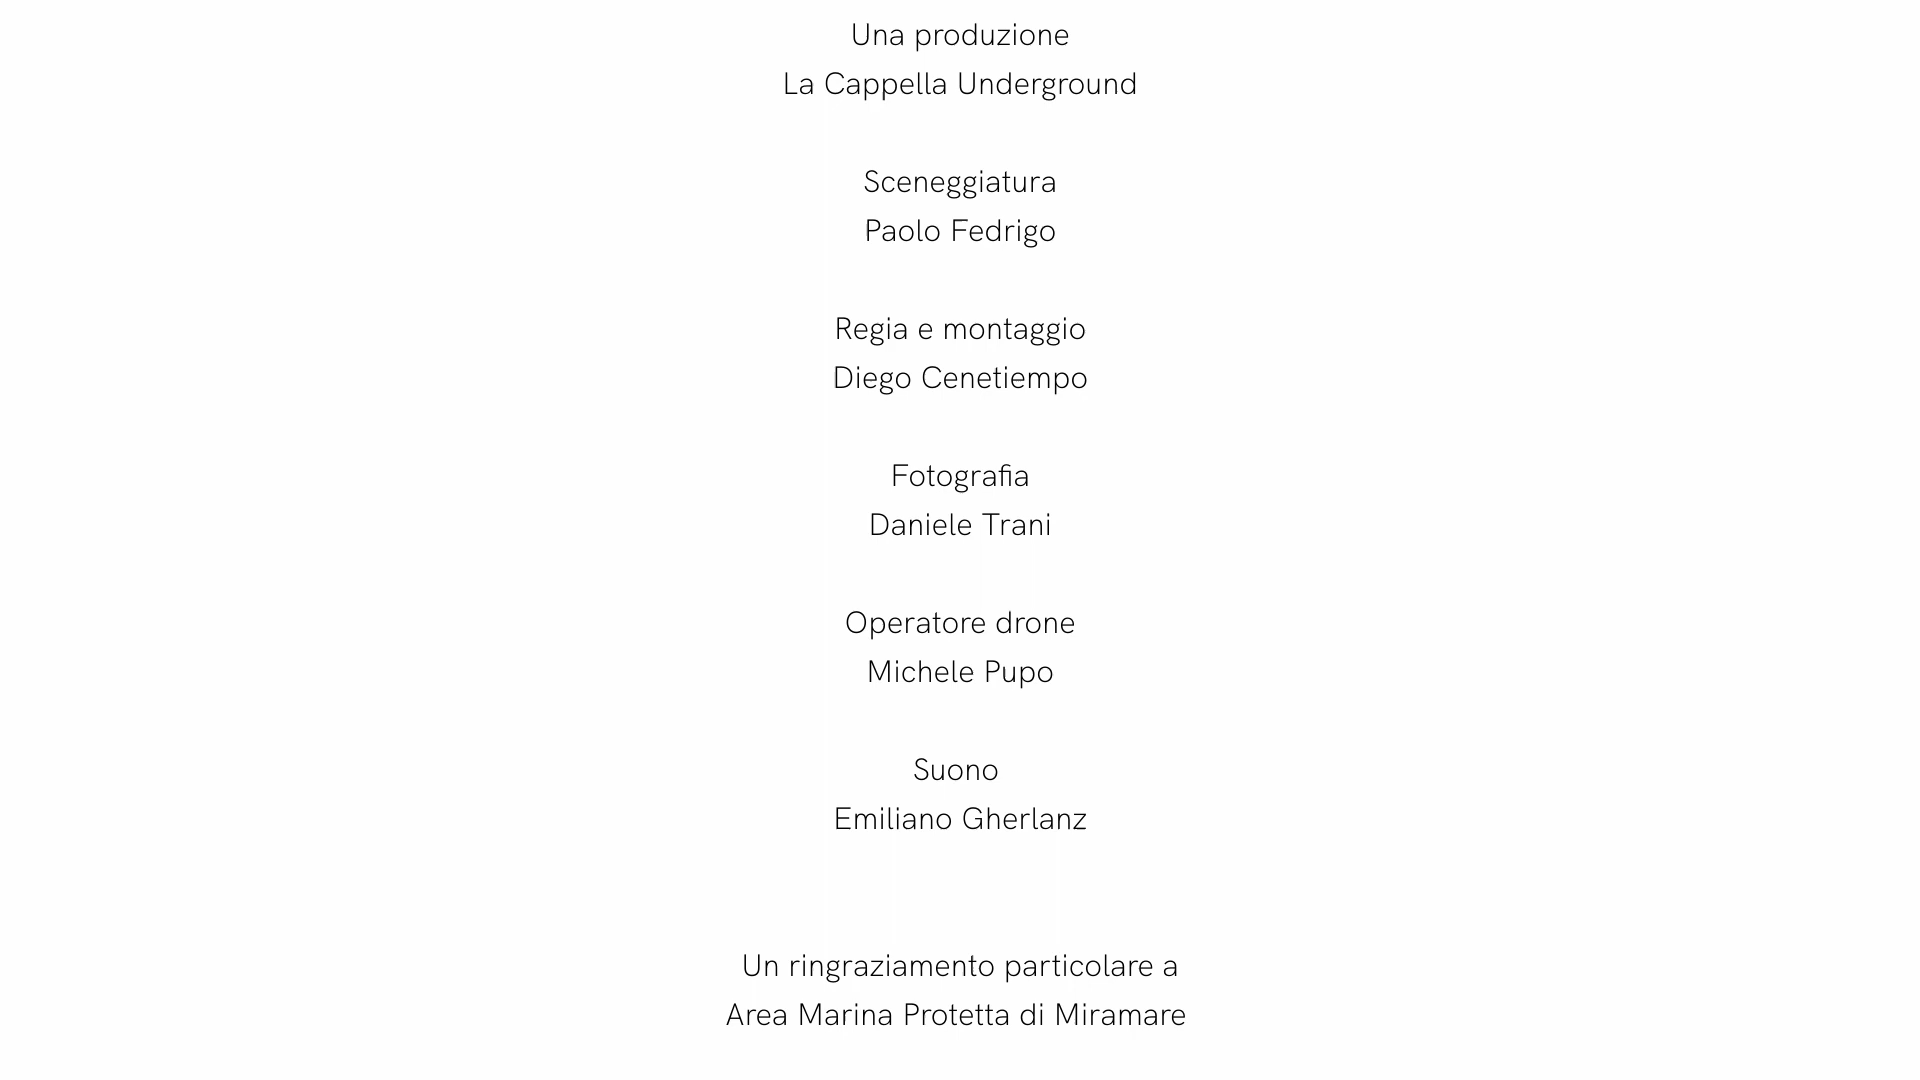 Una produzione
La Cappella Underground
Sceneggiatura
Paolo Fedrigo
Regia e montaggio
Diego Cenetiempo
Fotografia
Daniele Trani
Operatore drone
Michele Pupo
Suono
Emiliano Gherlanz
Un ringraziamento particolare a
Area Marina Protetta di Miramare